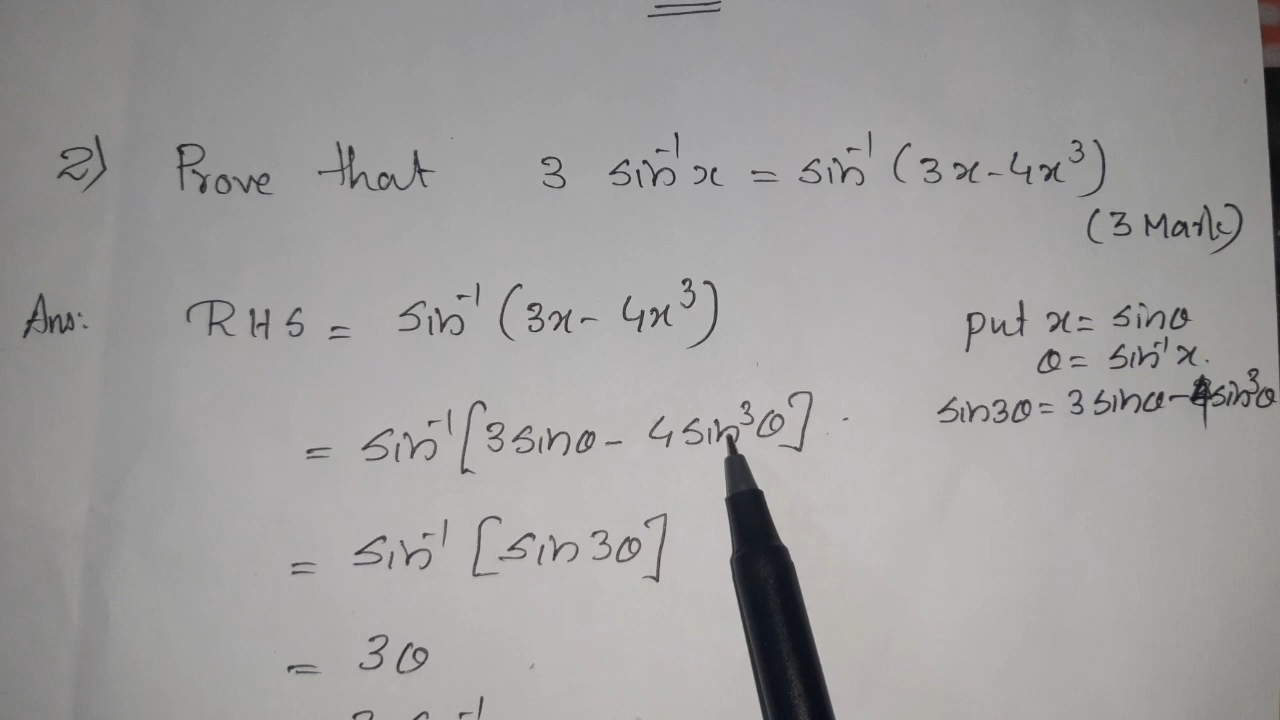 2) Prove that 3 sin⁻¹x = sin⁻¹(3x-4x³)
(3 Mark)
Ans: RHS = sin⁻¹(3x-4x³)
put x= sinθ
θ= sin⁻¹x.
sin3θ=3sinθ-4sin³θ
= sin⁻¹[3sinθ-4sin³θ].
= sin⁻¹[sin3θ]
= 3θ